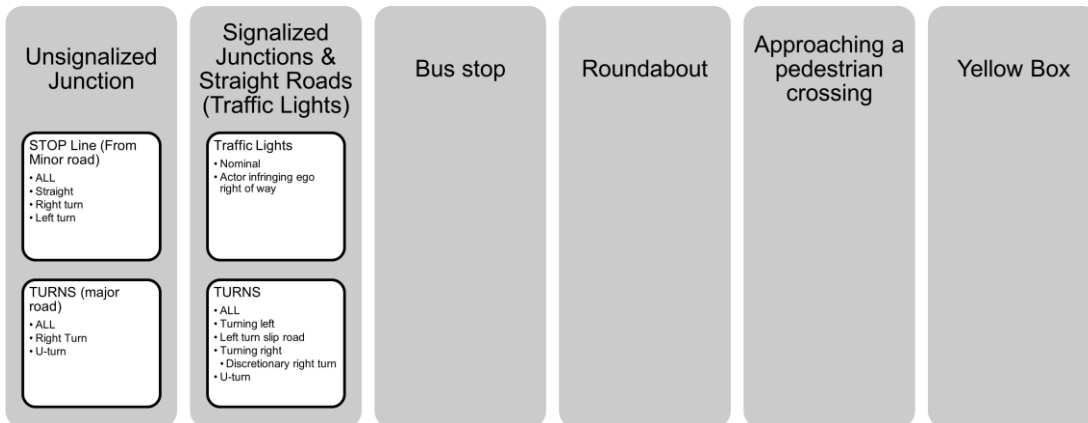 Unsignalized
Junction
STOP Line (From
Minor road)
• ALL
• Straight
• Right turn
• Left turn
TURNS (major
road)
• ALL
• Right Turn
• U-turn
Signalized
Junctions &
Straight Roads
(Traffic Lights)
Traffic Lights
• Nominal
• Actor infringing ego
right of way
TURNS
• ALL
• Turning left
• Left turn slip road
• Turning right
• Discretionary right turn
• U-turn
Bus stop
Roundabout
Approaching a
pedestrian
crossing
Yellow Box